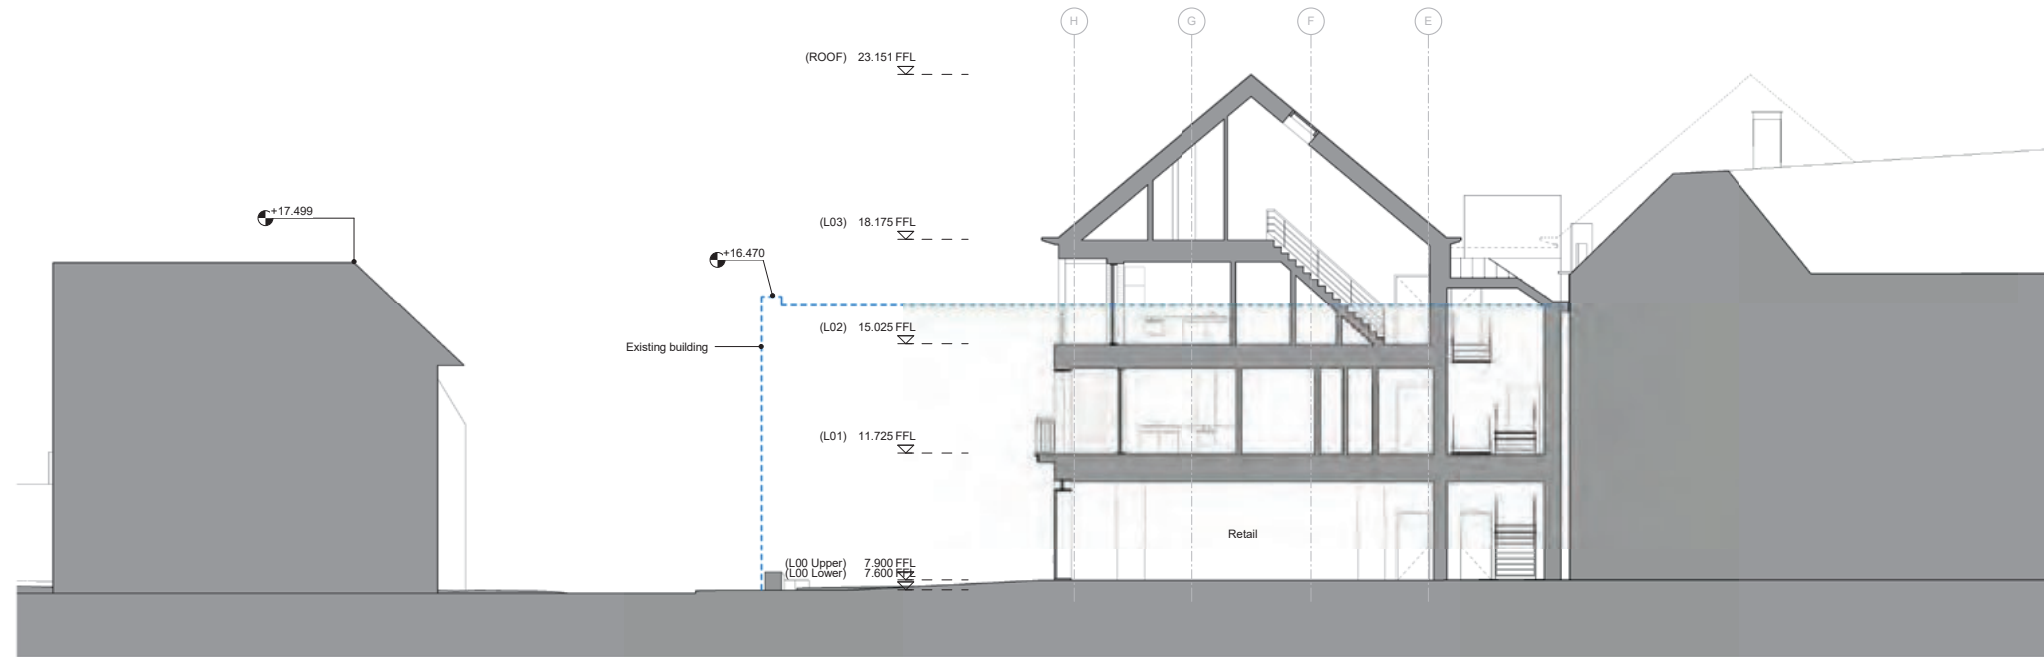 H G F E
(ROOF) 23.151 FFL
+17.499
(L03) 18.175 FFL
+16.470
(L02) 15.025 FFL
Existing building
(L01) 11.725 FFL
Retail
(L00 Upper) 7.900 FFL
(L00 Lower) 7.600 FFL